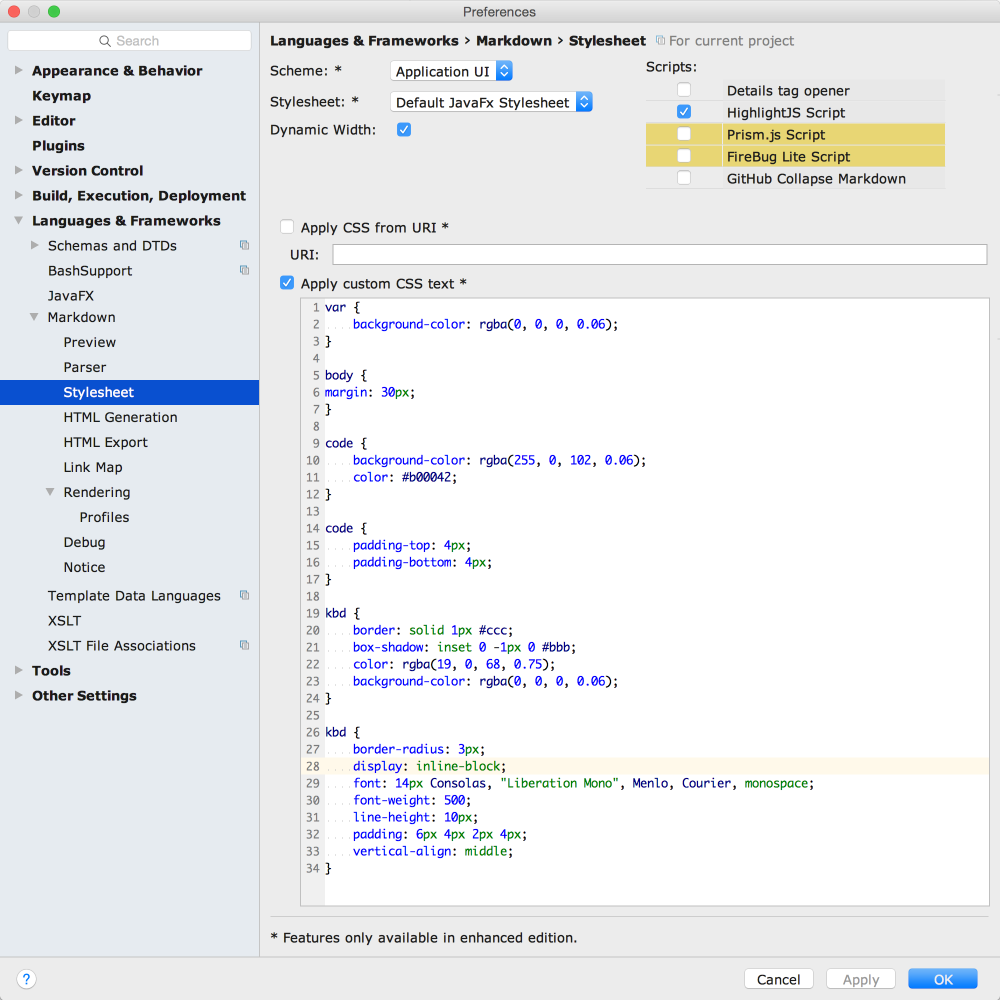 Preferences
Search
Appearance & Behavior
Keymap
Editor
Plugins
Version Control
Build, Execution, Deployment
Languages & Frameworks
Schemas and DTDs
BashSupport
JavaFX
Markdown
Preview
Parser
Stylesheet
HTML Generation
HTML Export
Link Map
Rendering
Profiles
Debug
Notice
Template Data Languages
XSLT
XSLT File Associations
Tools
Other Settings
?
Languages & Frameworks › Markdown › Stylesheet For current project
Scheme: * Application UI
Stylesheet: * Default JavaFx Stylesheet
Dynamic Width:
Scripts:
Details tag opener
HighlightJS Script
Prism.js Script
FireBug Lite Script
GitHub Collapse Markdown
Apply CSS from URI *
URI:
Apply custom CSS text *
1 var {
2 background-color: rgba(0, 0, 0, 0.06);
3 }
4
5 body {
6 margin: 30px;
7 }
8
9 code {
10 background-color: rgba(255, 0, 102, 0.06);
11 color: #b00042;
12 }
13
14 code {
15 padding-top: 4px;
16 padding-bottom: 4px;
17 }
18
19 kbd {
20 border: solid 1px #ccc;
21 box-shadow: inset 0 -1px 0 #bbb;
22 color: rgba(19, 0, 68, 0.75);
23 background-color: rgba(0, 0, 0, 0.06);
24 }
25
26 kbd {
27 border-radius: 3px;
28 display: inline-block;
29 font: 14px Consolas, "Liberation Mono", Menlo, Courier, monospace;
30 font-weight: 500;
31 line-height: 10px;
32 padding: 6px 4px 2px 4px;
33 vertical-align: middle;
34 }
* Features only available in enhanced edition.
Cancel
Apply
OK